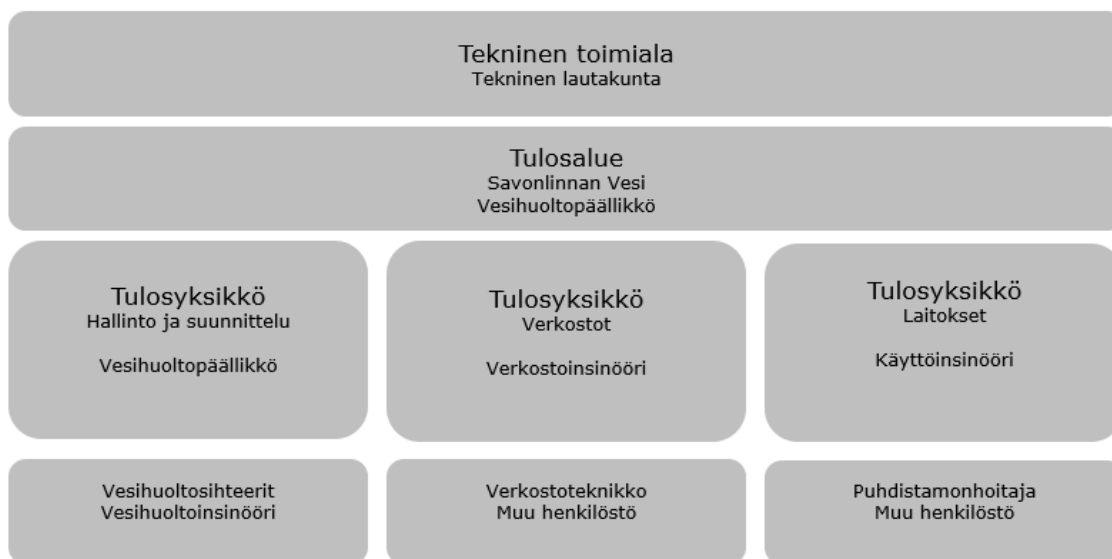 Tekninen toimiala
Tekninen lautakunta
Tulosalue
Savonlinnan Vesi
Vesihuoltopäällikkö
Tulosyksikkö
Hallinto ja suunnittelu
Vesihuoltopäällikkö
Tulosyksikkö
Verkostot
Verkostoinsinööri
Tulosyksikkö
Laitokset
Käyttöinsinööri
Vesihuoltosihteerit
Vesihuoltoinsinööri
Verkostoteknikko
Muu henkilöstö
Puhdistamonhoitaja
Muu henkilöstö